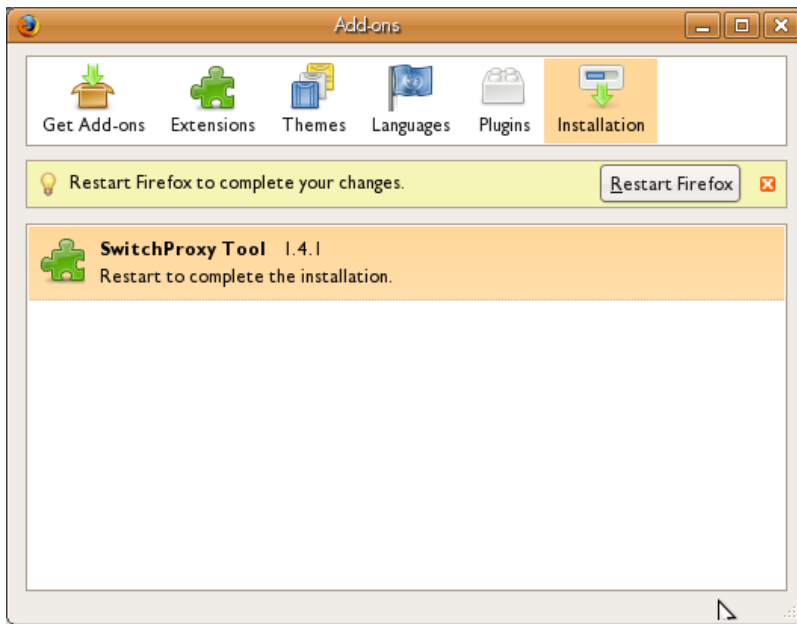 Add-ons
Get Add-ons Extensions Themes Languages Plugins Installation
Restart Firefox to complete your changes. Restart Firefox
SwitchProxy Tool 1.4.1
Restart to complete the installation.